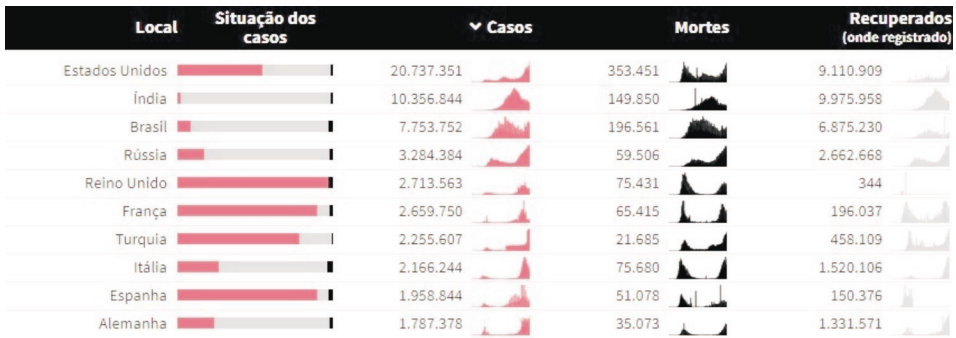 Local Situação dos casos Casos Mortes Recuperados (onde registrado)
Estados Unidos 20.737.351 353.451 9.110.909
Índia 10.356.844 149.850 9.975.958
Brasil 7.753.752 196.561 6.875.230
Rússia 3.284.384 59.506 2.662.668
Reino Unido 2.713.563 75.431 344
França 2.659.750 65.415 196.037
Turquia 2.255.607 21.685 458.109
Itália 2.166.244 75.680 1.520.106
Espanha 1.958.844 51.078 150.376
Alemanha 1.787.378 35.073 1.331.571